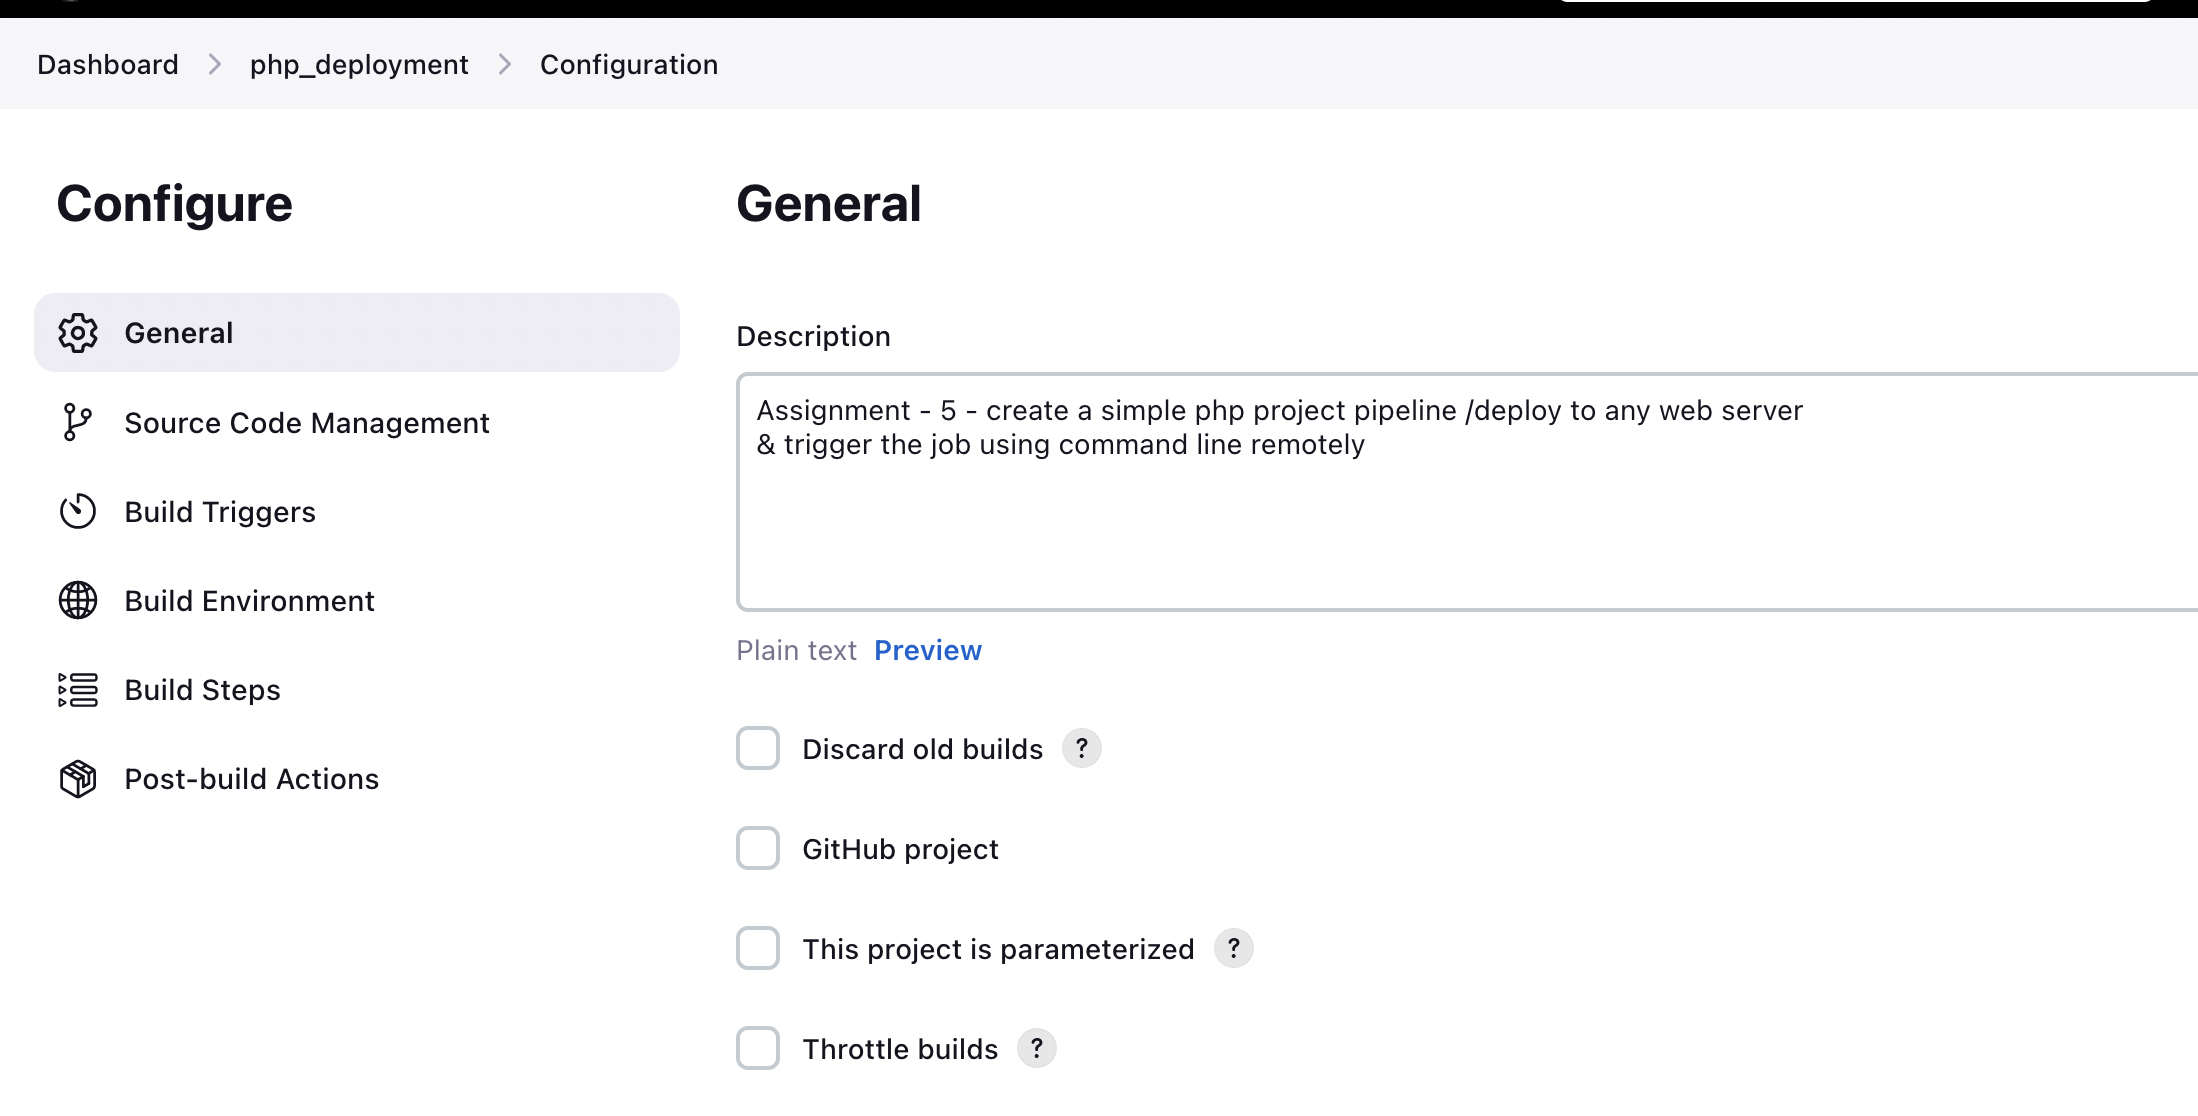 Dashboard > php_deployment > Configuration
Configure
General
Source Code Management
Build Triggers
Build Environment
Build Steps
Post-build Actions
General
Description
Assignment - 5 - create a simple php project pipeline /deploy to any web server
& trigger the job using command line remotely
Plain text Preview
Discard old builds ?
GitHub project
This project is parameterized ?
Throttle builds ?